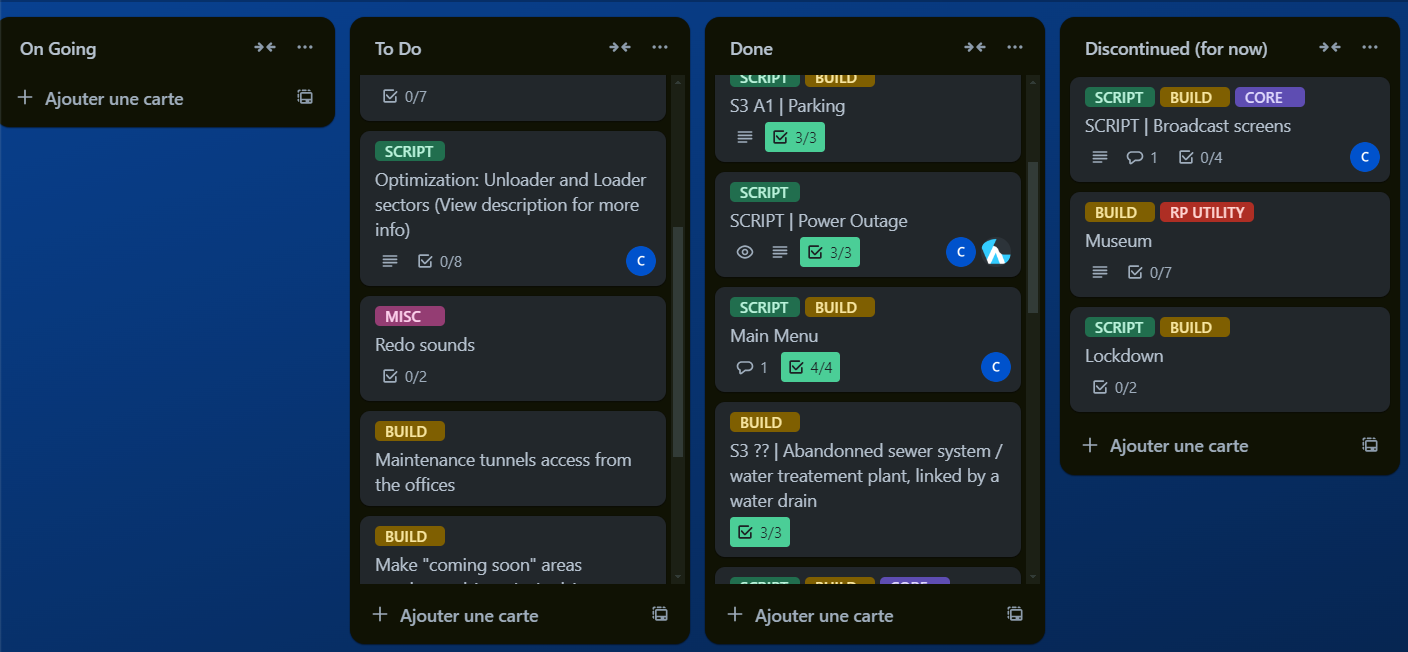 On Going
Ajouter une carte
To Do
0/7
SCRIPT
Optimization: Unloader and Loader
sectors (View description for more
info)
0/8
C
MISC
Redo sounds
0/2
BUILD
Maintenance tunnels access from
the offices
BUILD
Make "coming soon" areas
Ajouter une carte
Done
SCRIPT BUILD
S3 A1 | Parking
3/3
SCRIPT
SCRIPT | Power Outage
3/3
C
SCRIPT BUILD
Main Menu
1 4/4
C
BUILD
S3 ?? | Abandonned sewer system /
water treatement plant, linked by a
water drain
3/3
SCRIPT BUILD CORE
Ajouter une carte
Discontinued (for now)
SCRIPT BUILD CORE
SCRIPT | Broadcast screens
1 0/4
C
BUILD RP UTILITY
Museum
0/7
SCRIPT BUILD
Lockdown
0/2
Ajouter une carte